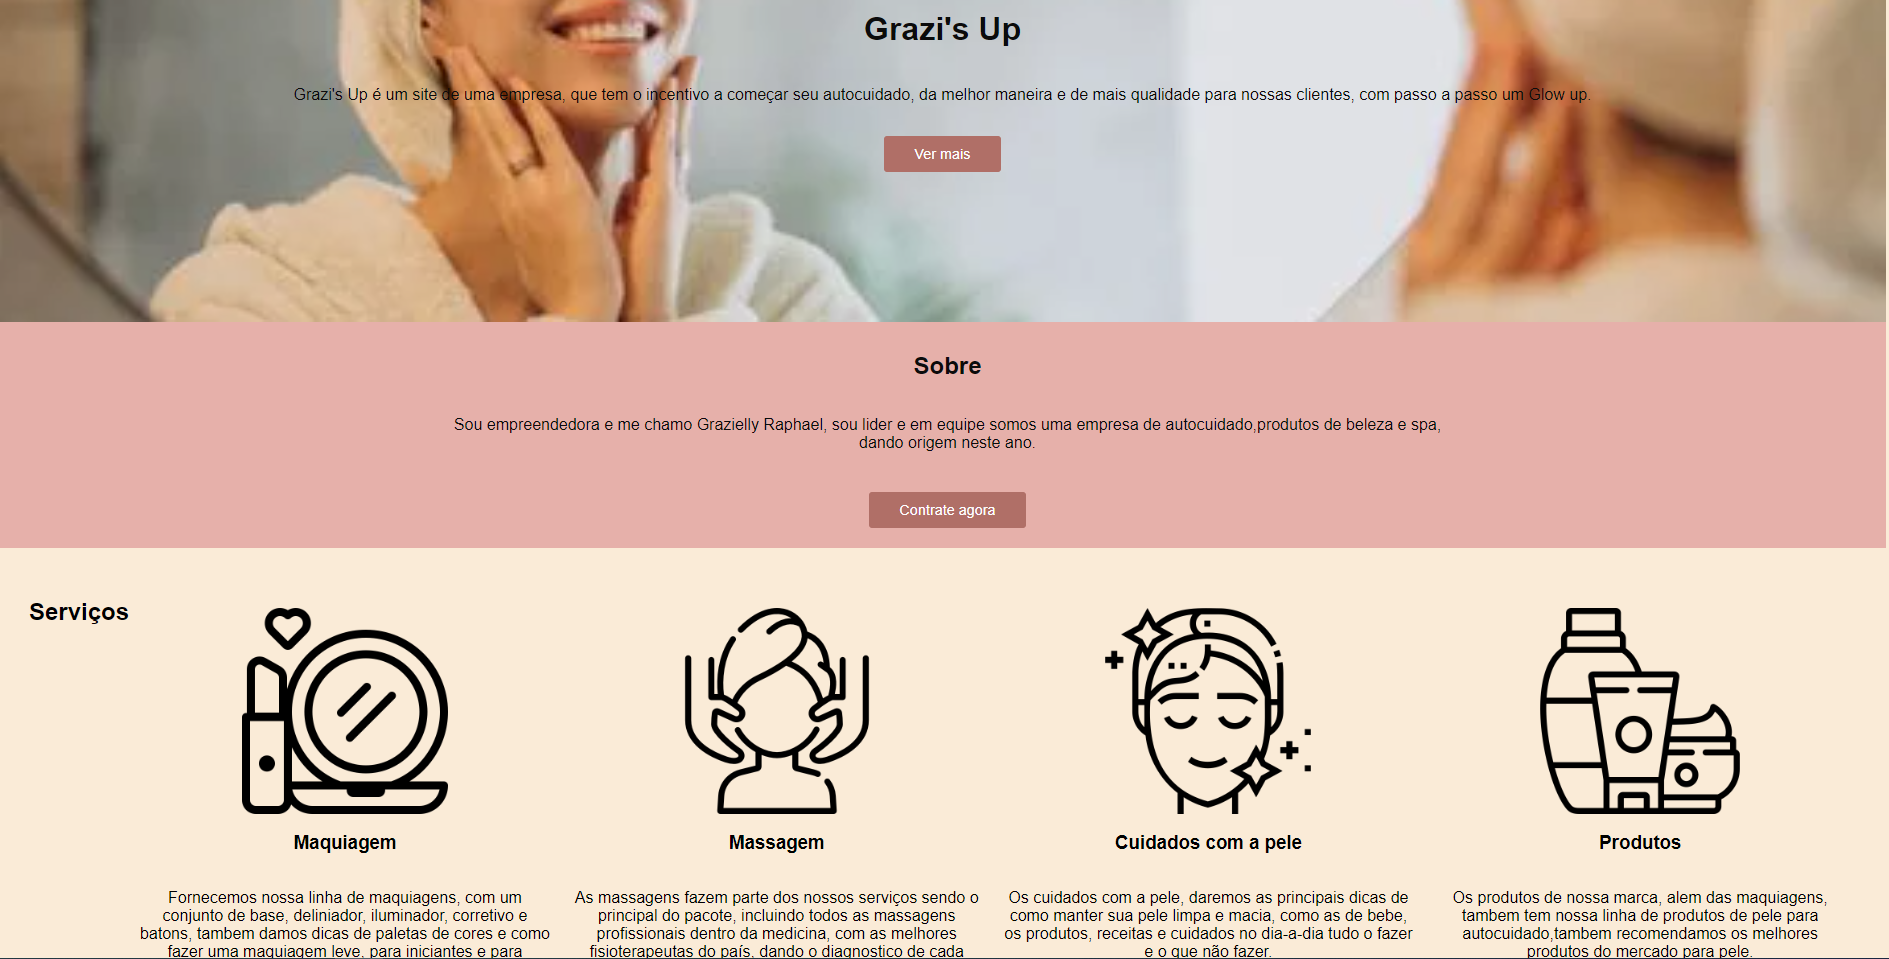 Grazi's Up
Grazi's Up é um site de uma empresa, que tem o incentivo a começar seu autocuidado, da melhor maneira e de mais qualidade para nossas clientes, com passo a passo um Glow up.
Ver mais
Sobre
Sou empreendedora e me chamo Grazielly Raphael, sou lider e em equipe somos uma empresa de autocuidado,produtos de beleza e spa,
dando origem neste ano.
Contrate agora
Serviços
Maquiagem
Fornecemos nossa linha de maquiagens, com um
conjunto de base, deliniador, iluminador, corretivo e
batons, tambem damos dicas de paletas de cores e como
fazer uma maquiagem leve, para iniciantes e para
Massagem
As massagens fazem parte dos nossos serviços sendo o
principal do pacote, incluindo todos as massagens
profissionais dentro da medicina, com as melhores
fisioterapeutas do país, dando o diagnostico de cada
Cuidados com a pele
Os cuidados com a pele, daremos as principais dicas de
como manter sua pele limpa e macia, como as de bebe,
os produtos, receitas e cuidados no dia-a-dia tudo o fazer
e o que não fazer.
Produtos
Os produtos de nossa marca, alem das maquiagens,
tambem tem nossa linha de produtos de pele para
autocuidado,tambem recomendamos os melhores
produtos do mercado para pele.